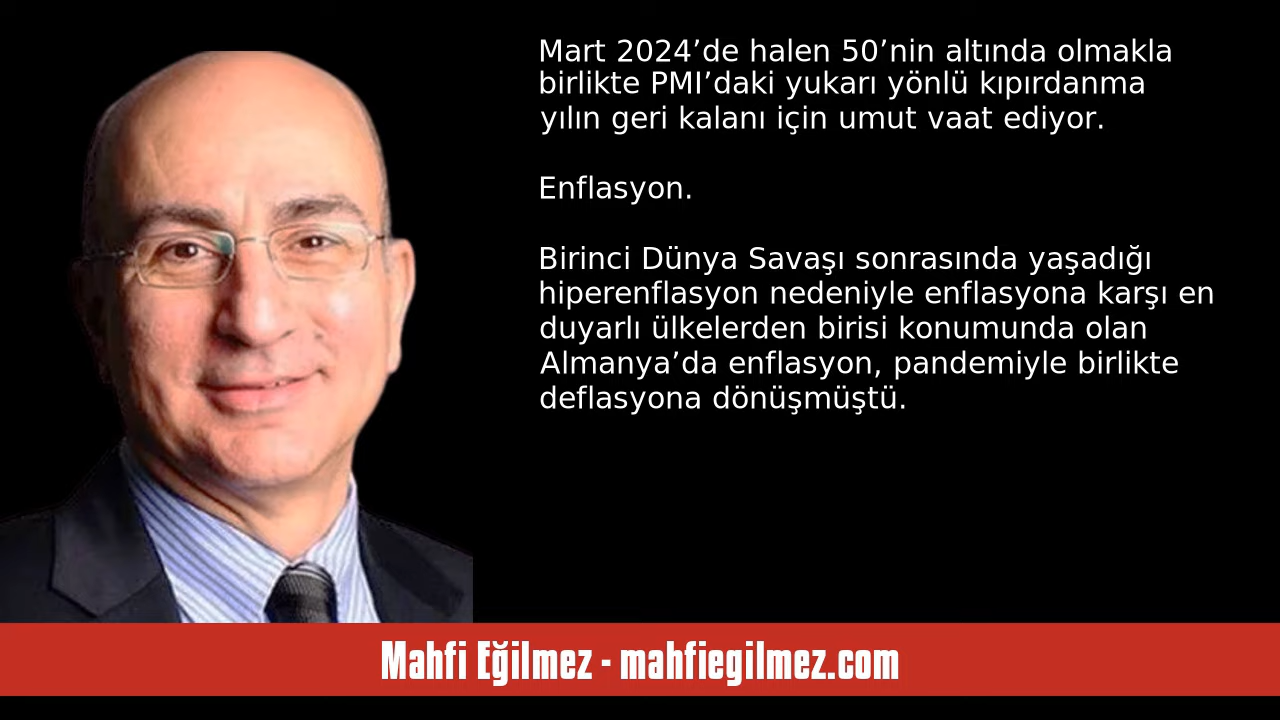 Mart 2024’de halen 50’nin altında olmakla
birlikte PMI’daki yukarı yönlü kıpırdanma
yılın geri kalanı için umut vaat ediyor.
Enflasyon.
Birinci Dünya Savaşı sonrasında yaşadığı
hiperenflasyon nedeniyle enflasyona karşı en
duyarlı ülkelerden birisi konumunda olan
Almanya’da enflasyon, pandemiyle birlikte
deflasyona dönüşmüştü.
Mahfi Eğilmez - mahfiegilmez.com